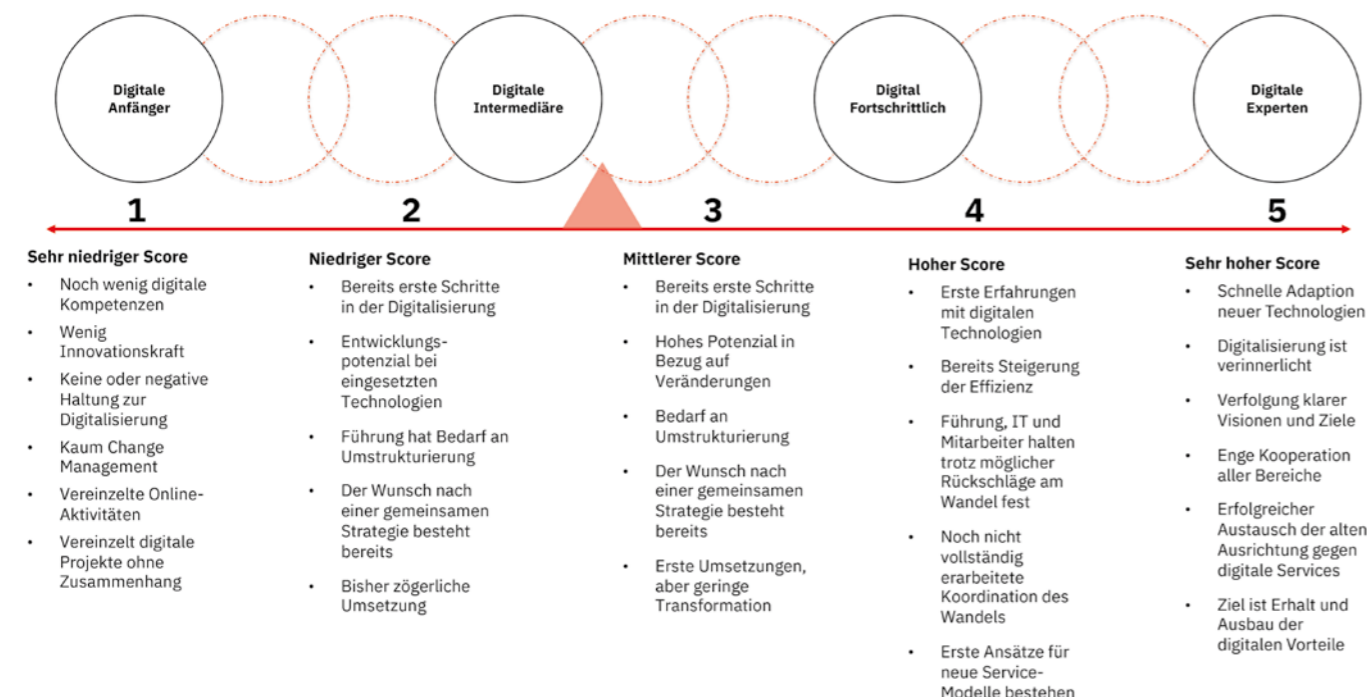 Digitale
Anfänger
Digitale
Intermediäre
Digital
Fortschrittlich
Digitale
Experten
1
2
3
4
5
Sehr niedriger Score
• Noch wenig digitale
Kompetenzen
• Wenig
Innovationskraft
• Keine oder negative
Haltung zur
Digitalisierung
• Kaum Change
Management
• Vereinzelte Online-
Aktivitäten
• Vereinzelt digitale
Projekte ohne
Zusammenhang
Niedriger Score
• Bereits erste Schritte
in der Digitalisierung
• Entwicklungs-
potenzial bei
eingesetzten
Technologien
• Führung hat Bedarf an
Umstrukturierung
• Der Wunsch nach
einer gemeinsamen
Strategie besteht
bereits
• Bisher zögerliche
Umsetzung
Mittlerer Score
• Bereits erste Schritte
in der Digitalisierung
• Hohes Potenzial in
Bezug auf
Veränderungen
• Bedarf an
Umstrukturierung
• Der Wunsch nach
einer gemeinsamen
Strategie besteht
bereits
• Erste Umsetzungen,
aber geringe
Transformation
Hoher Score
• Erste Erfahrungen
mit digitalen
Technologien
• Bereits Steigerung
der Effizienz
• Führung, IT und
Mitarbeiter halten
trotz möglicher
Rückschläge am
Wandel fest
• Noch nicht
vollständig
erarbeitete
Koordination des
Wandels
• Erste Ansätze für
neue Service-
Modelle bestehen
Sehr hoher Score
• Schnelle Adaption
neuer Technologien
• Digitalisierung ist
verinnerlicht
• Verfolgung klarer
Visionen und Ziele
• Enge Kooperation
aller Bereiche
• Erfolgreicher
Austausch der alten
Ausrichtung gegen
digitale Services
• Ziel ist Erhalt und
Ausbau der
digitalen Vorteile